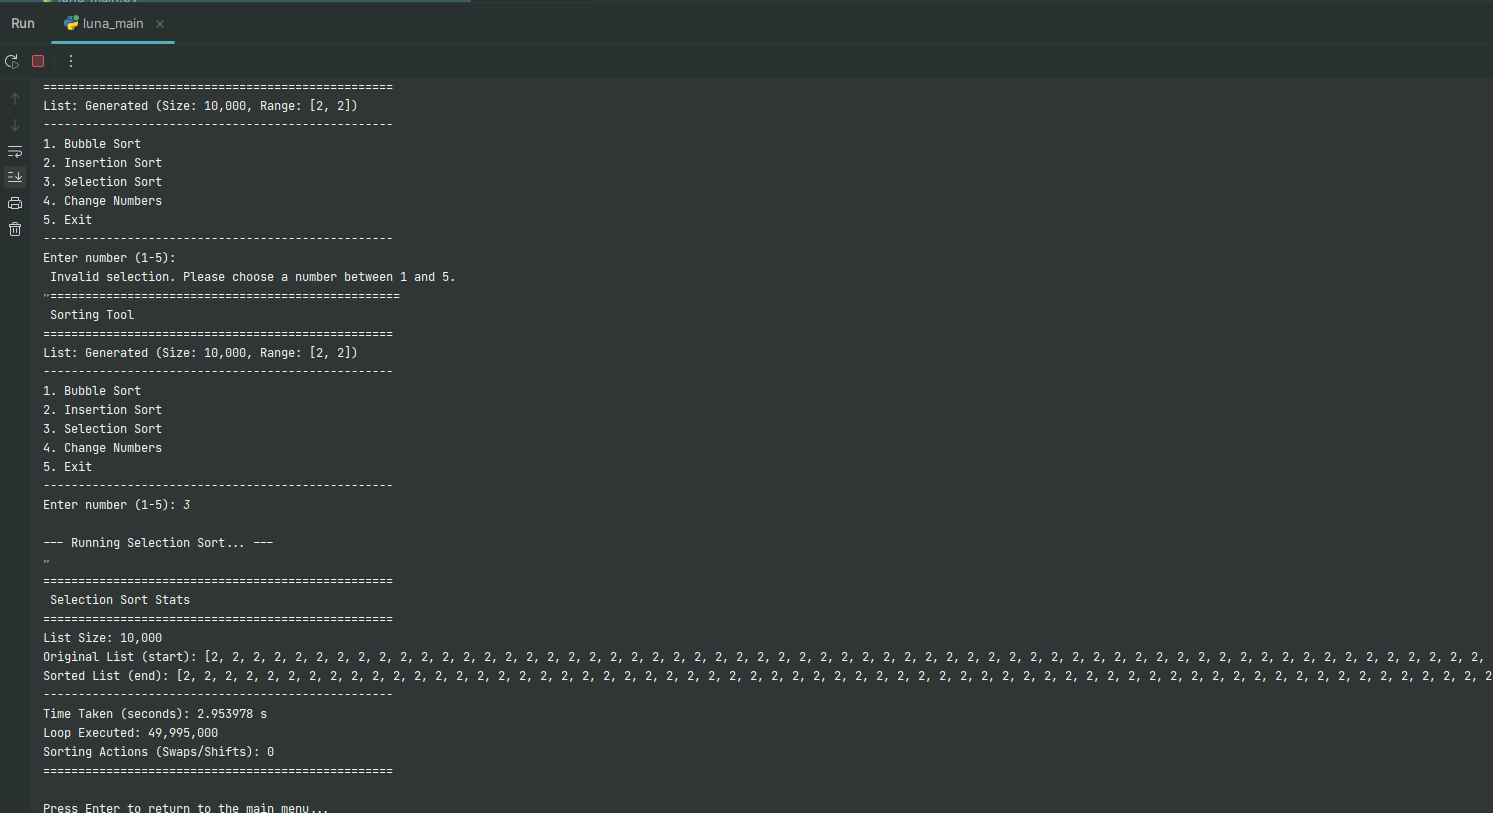 Run luna_main
==================================================
List: Generated (Size: 10,000, Range: [2, 2])
--------------------------------------------------
1. Bubble Sort
2. Insertion Sort
3. Selection Sort
4. Change Numbers
5. Exit
--------------------------------------------------
Enter number (1-5):
Invalid selection. Please choose a number between 1 and 5.
==================================================
Sorting Tool
==================================================
List: Generated (Size: 10,000, Range: [2, 2])
--------------------------------------------------
1. Bubble Sort
2. Insertion Sort
3. Selection Sort
4. Change Numbers
5. Exit
--------------------------------------------------
Enter number (1-5): 3
--- Running Selection Sort... ---
==================================================
Selection Sort Stats
==================================================
List Size: 10,000
Original List (start): [2, 2, 2, 2, 2, 2, 2, 2, 2, 2, 2, 2, 2, 2, 2, 2, 2, 2, 2, 2, 2, 2, 2, 2, 2, 2, 2, 2, 2, 2, 2, 2, 2, 2, 2, 2, 2, 2, 2, 2, 2, 2, 2, 2, 2, 2, 2, 2, 2, 2, 2, 2, 2, 2, 2, 2, 2, 2, 2, 2, 2,
Sorted List (end): [2, 2, 2, 2, 2, 2, 2, 2, 2, 2, 2, 2, 2, 2, 2, 2, 2, 2, 2, 2, 2, 2, 2, 2, 2, 2, 2, 2, 2, 2, 2, 2, 2, 2, 2, 2, 2, 2, 2, 2, 2, 2, 2, 2, 2, 2, 2, 2, 2, 2, 2, 2, 2, 2, 2, 2, 2, 2, 2, 2, 2, 2, 2
--------------------------------------------------
Time Taken (seconds): 2.953978 s
Loop Executed: 49,995,000
Sorting Actions (Swaps/Shifts): 0
==================================================
Press Enter to return to the main menu...